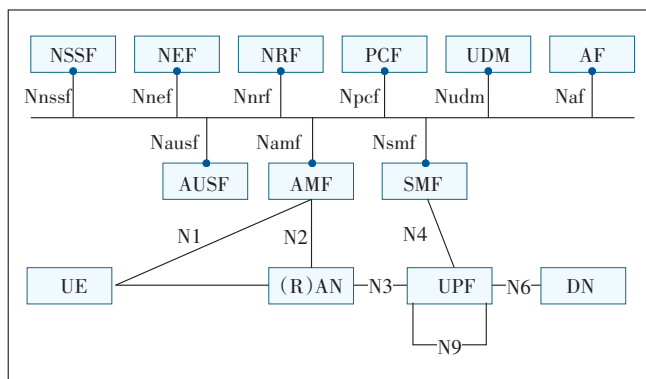 NSSF NEF NRF PCF UDM AF
Nnssf Nnef Nnrf Npcf Nudm Naf
Nausf Namf Nsmf
AUSF AMF SMF
N1 N2 N4
UE (R)AN N3 UPF N6 DN
N9